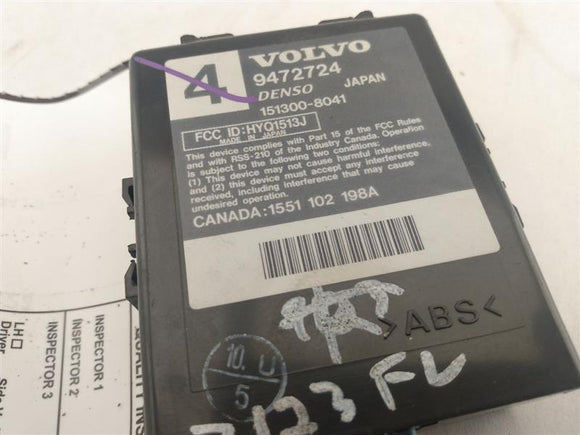 4
VOLVO
9472724
DENSO JAPAN
151300-8041
FCC ID:HYQ1513J
MADE IN JAPAN
This device complies with Part 15 of the FCC Rules
and with RSS-210 of the Industry Canada. Operation
is subject to the following two conditions:
(1) This device may not cause harmful interference,
and (2) this device must accept any interference
received, including interference that may cause
undesired operation.
CANADA:1551 102 198A
>ABS<
10. U
5
3123 FL
INSPECTOR 1
INSPECTOR 2
INSPECTOR 3
LH
Driver